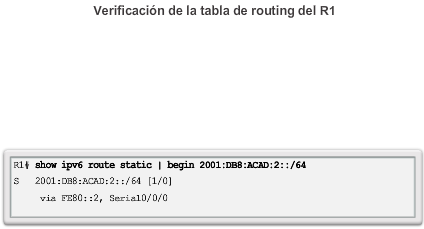 Verificación de la tabla de routing del R1
R1# show ipv6 route static | begin 2001:DB8:ACAD:2::/64
S 2001:DB8:ACAD:2::/64 [1/0]
via FE80::2, Serial0/0/0